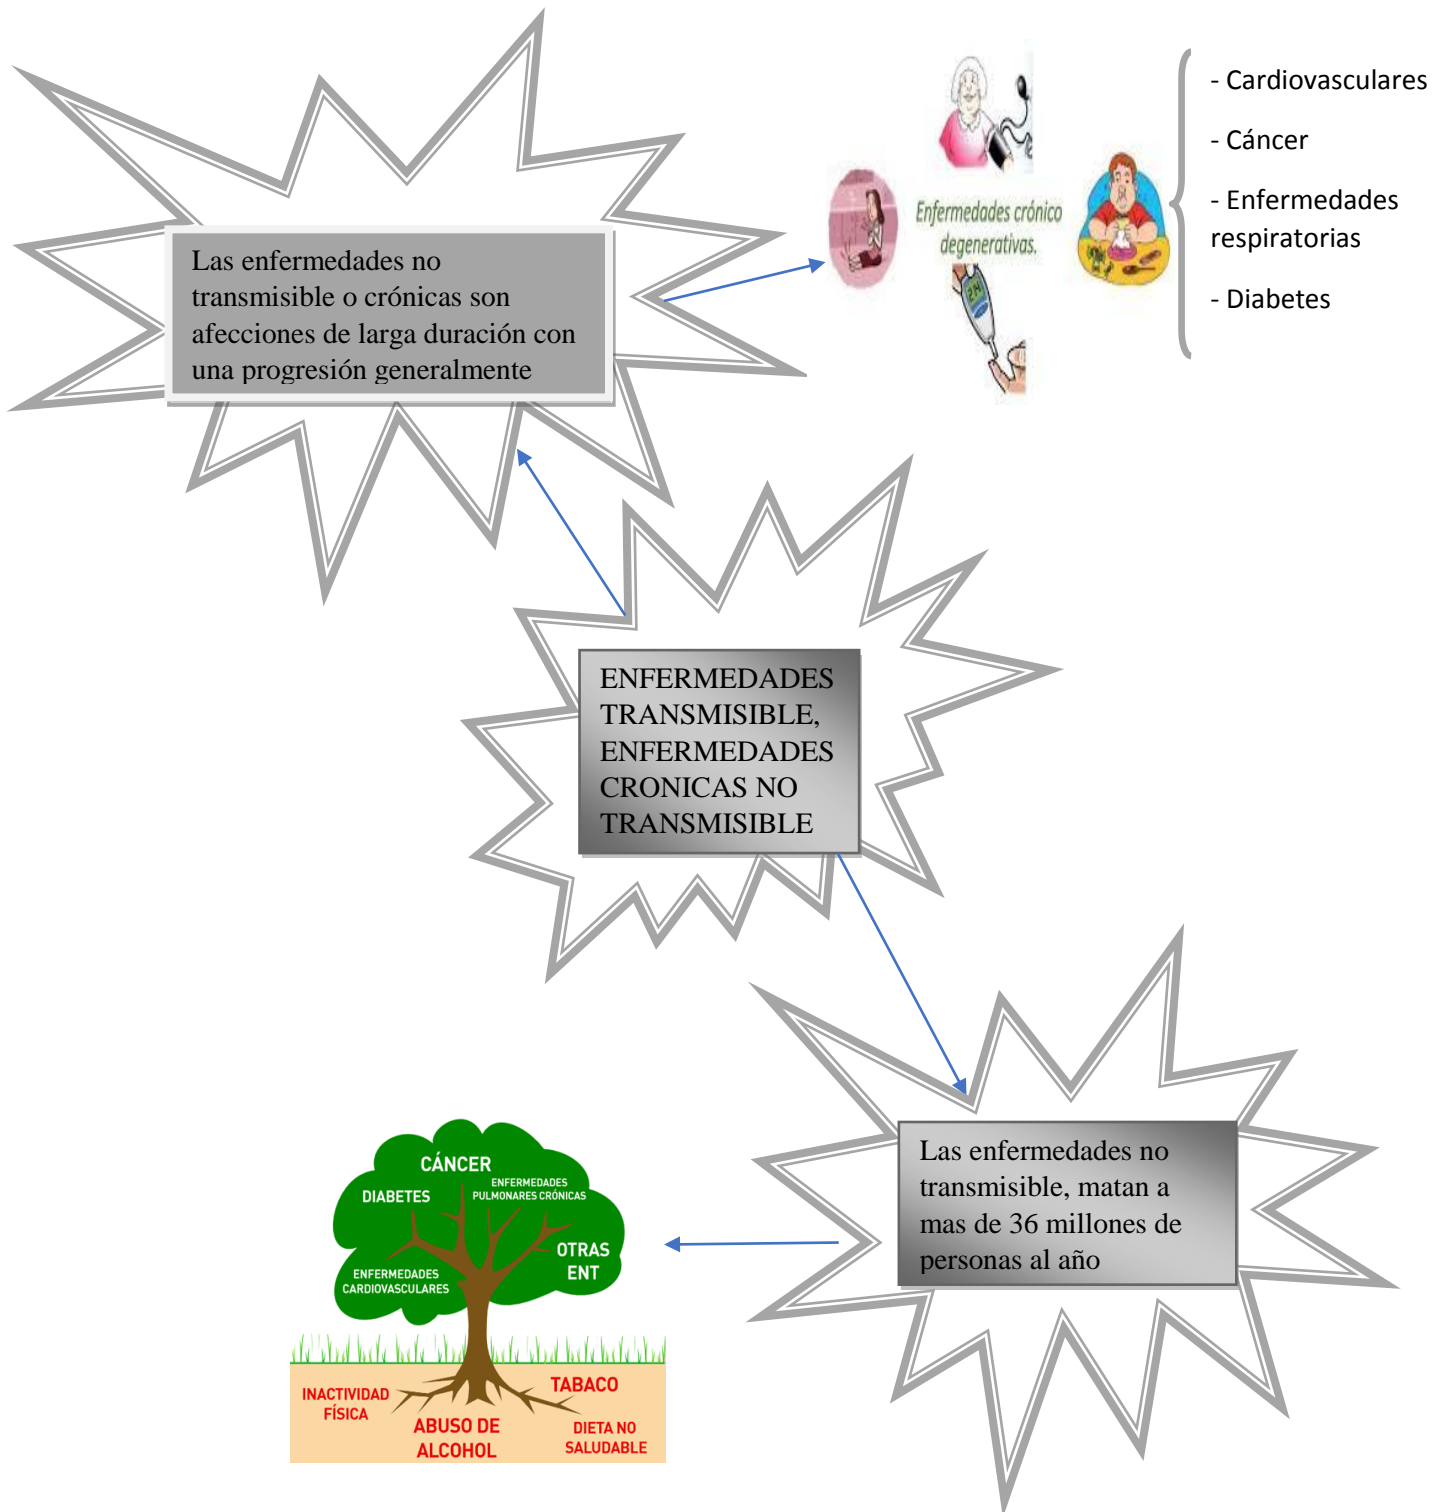 Las enfermedades no
transmisible o crónicas son
afecciones de larga duración con
una progresión generalmente
Enfermedades crónico
degenerativas.
214
- Cardiovasculares
- Cáncer
- Enfermedades
respiratorias
- Diabetes
ENFERMEDADES
TRANSMISIBLE,
ENFERMEDADES
CRONICAS NO
TRANSMISIBLE
Las enfermedades no
transmisible, matan a
mas de 36 millones de
personas al año
CÁNCER
DIABETES
ENFERMEDADES
PULMONARES CRÓNICAS
OTRAS
ENT
ENFERMEDADES
CARDIOVASCULARES
INACTIVIDAD
FÍSICA
TABACO
ABUSO DE
ALCOHOL
DIETA NO
SALUDABLE